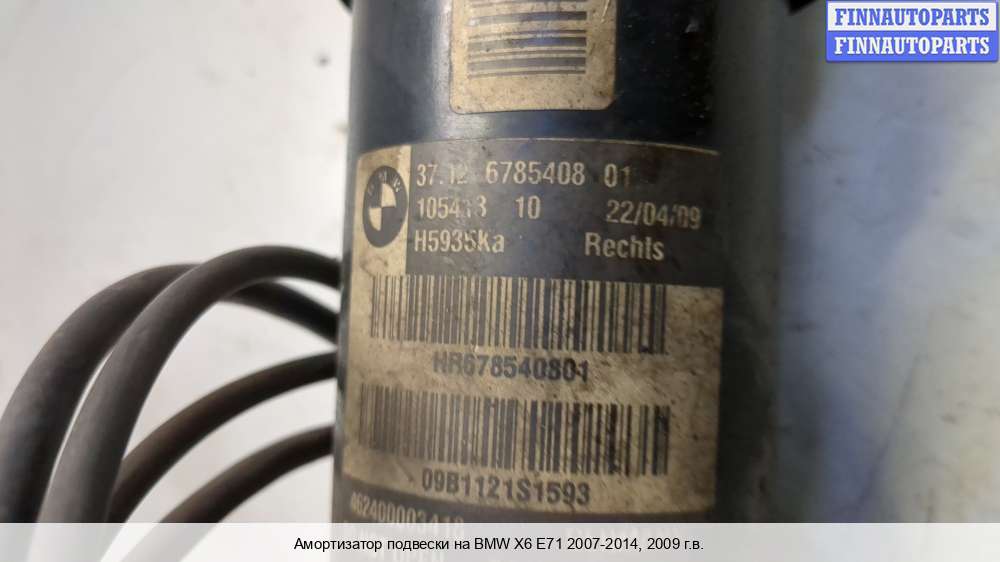 FINNAUTOPARTS
FINNAUTOPARTS
37.12 6785408 01
10 22/04/09
H5935ka Rechts
HR678540801
09B1121S1593
Амортизатор подвески на BMW X6 E71 2007-2014, 2009 г.в.